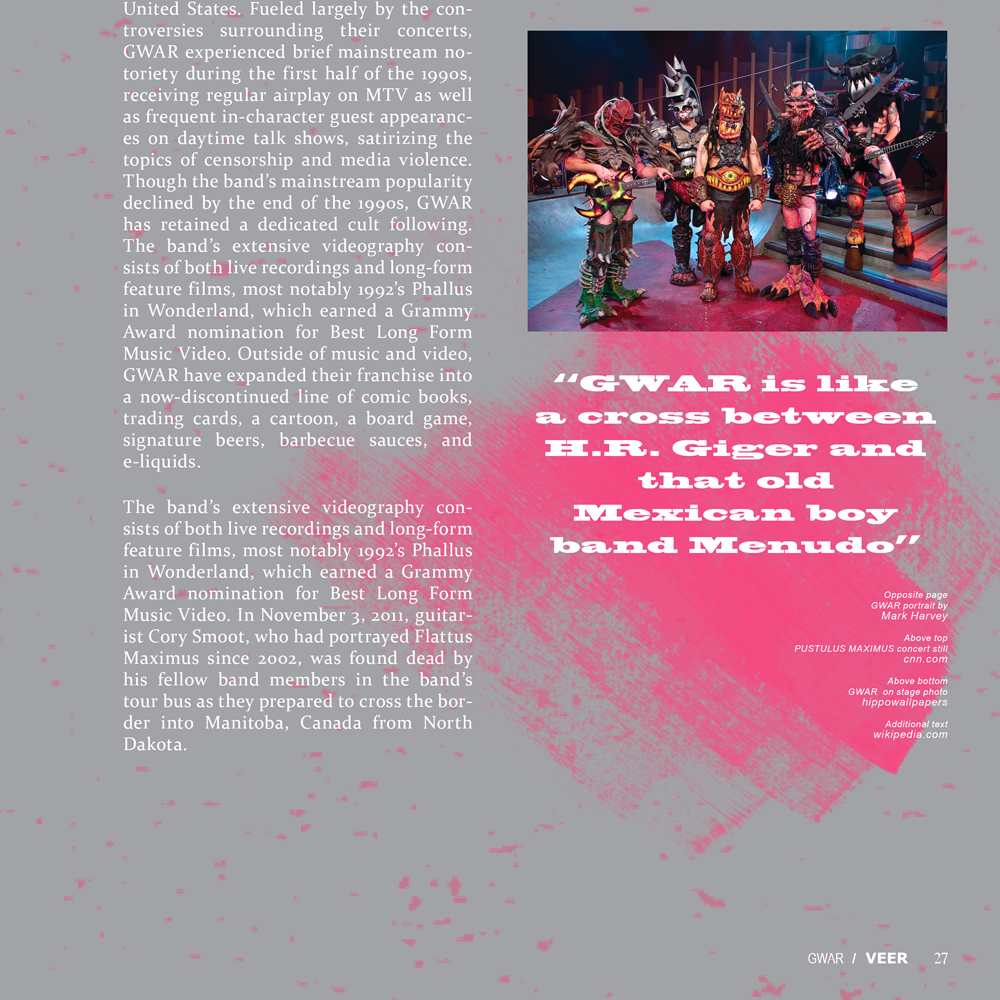 United States. Fueled largely by the con-
troversies surrounding their concerts,
GWAR experienced brief mainstream no-
toriety during the first half of the 1990s,
receiving regular airplay on MTV as well
as frequent in-character guest appearanc-
es on daytime talk shows, satirizing the
topics of censorship and media violence.
Though the band's mainstream popularity
declined by the end of the 1990s, GWAR
has retained a dedicated cult following.
The band's extensive videography con-
sists of both live recordings and long-form
feature films, most notably 1992's Phallus
in Wonderland, which earned a Grammy
Award nomination for Best Long Form
Music Video. Outside of music and video,
GWAR have expanded their franchise into
a now-discontinued line of comic books,
trading cards, a cartoon, a board game,
signature beers, barbecue sauces, and
e-liquids.
The band's extensive videography con-
sists of both live recordings and long-form
feature films, most notably 1992's Phallus
in Wonderland, which earned a Grammy
Award nomination for Best Long Form
Music Video. In November 3, 2011, guitar-
ist Cory Smoot, who had portrayed Flattus
Maximus since 2002, was found dead by
his fellow band members in the band's
tour bus as they prepared to cross the bor-
der into Manitoba, Canada from North
Dakota.
“GWAR is like
a cross between
H.R. Giger and
that old
Mexican boy
band Menudo”
Opposite page
GWAR portrait by
Mark Harvey
Above top
PUSTULUS MAXIMUS concert still
cnn.com
Above bottom
GWAR on stage photo
hippowallpapers
Additional text
wikipedia.com
GWAR / VEER 27